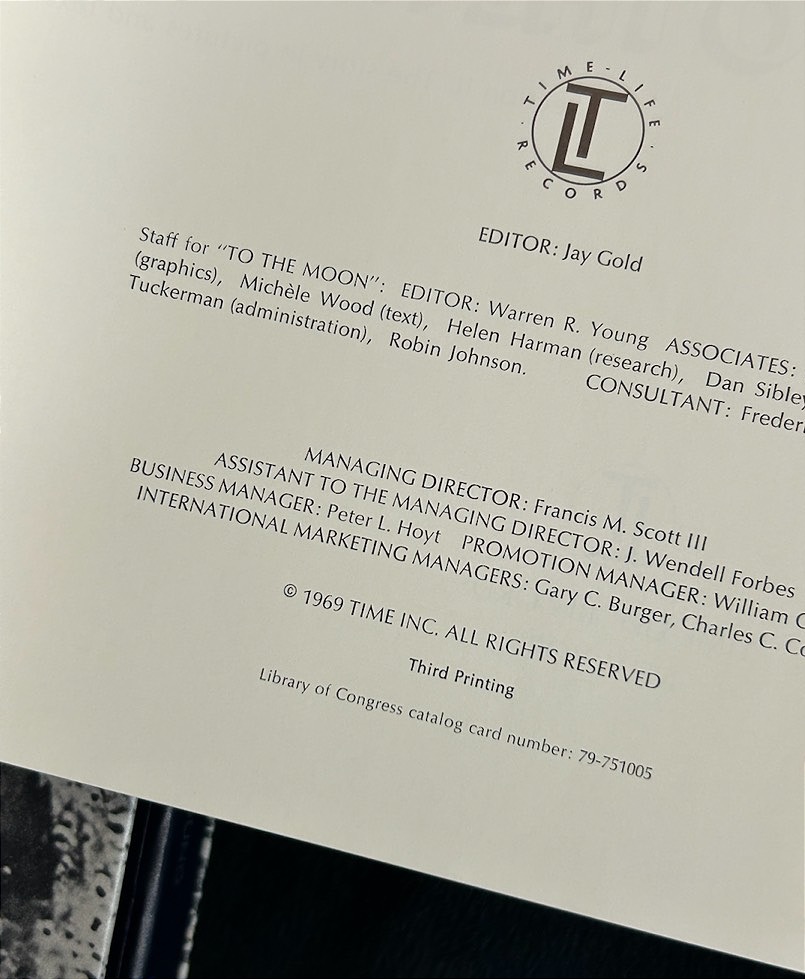 TIME-LIFE · RECORDS ·
LT
EDITOR: Jay Gold
Staff for "TO THE MOON": EDITOR: Warren R. Young ASSOCIATES:
(graphics), Michèle Wood (text), Helen Harman (research), Dan Sibley
Tuckerman (administration), Robin Johnson. CONSULTANT:
MANAGING DIRECTOR: Francis M. Scott III
ASSISTANT TO THE MANAGING DIRECTOR: J. Wendell Forbes
BUSINESS MANAGER: Peter L. Hoyt PROMOTION MANAGER: William
INTERNATIONAL MARKETING MANAGERS: Gary C. Burger, Charles C.
© 1969 TIME INC. ALL RIGHTS RESERVED
Third Printing
Library of Congress catalog card number: 79-751005